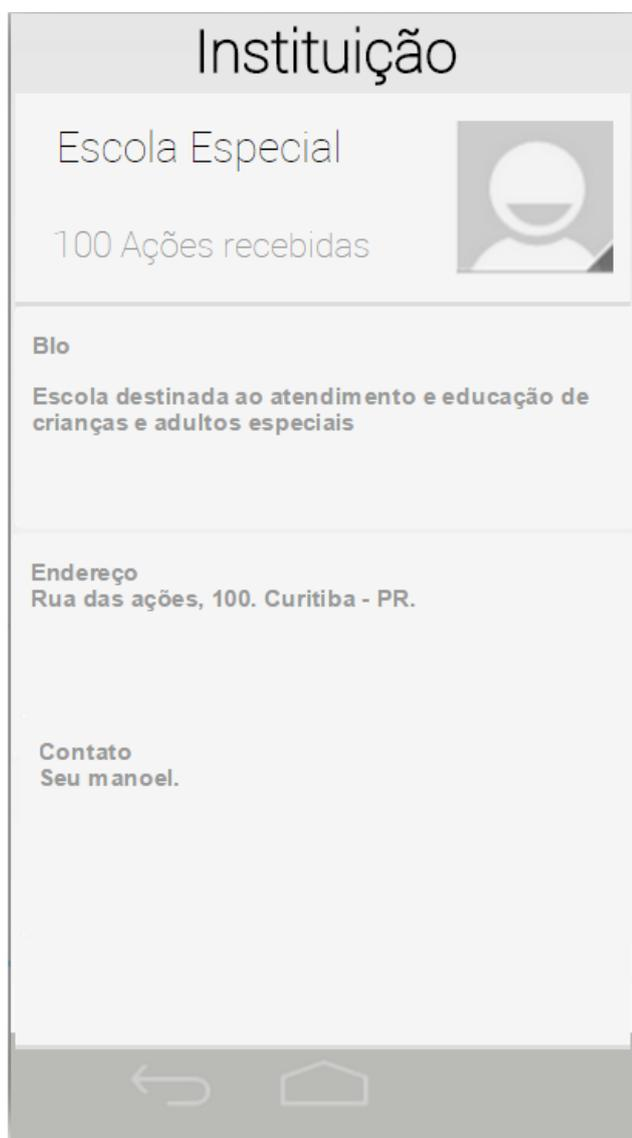 Instituição
Escola Especial
100 Ações recebidas
BIo
Escola destinada ao atendimento e educação de
crianças e adultos especiais
Endereço
Rua das ações, 100. Curitiba - PR.
Contato
Seu manoel.